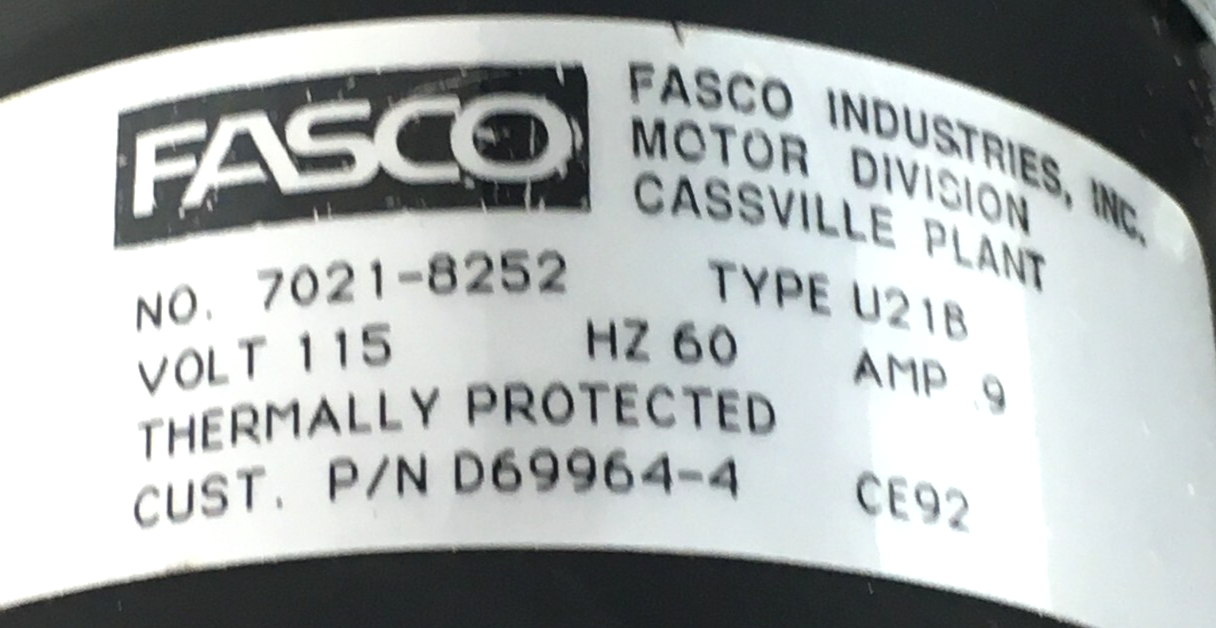 FASCO
FASCO INDUSTRIES, INC.
MOTOR DIVISION
CASSVILLE PLANT
NO. 7021-8252 TYPE U21B
VOLT 115 HZ 60 AMP .9
THERMALLY PROTECTED
CUST. P/N D69964-4 CE92